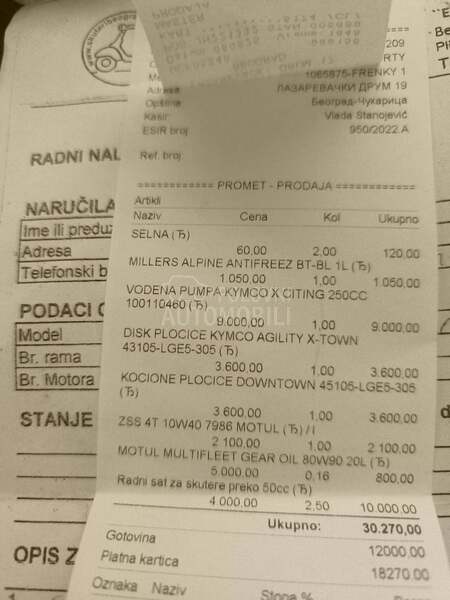 www.skuteribeograd
209
RTY
1065875-FRENKY 1
Adresa ЛАЗАРЕВАЧКИ ДРУМ 19
Opština Београд-Чукарица
Kasir Vlada Stanojević
ESIR broj 950/2022.A
RADNI NAL
Ref. broj
============ PROMET - PRODAJA ============
Artikli
NARUČILA
Naziv Cena Kol Ukupno
Ime ili preduz
SELNA (Ђ)
60,00 2,00 120,00
Adresa
MILLERS ALPINE ANTIFREEZ BT-BL 1L (Ђ)
Telefonski b
1.050,00 1,00 1.050,00
VODENA PUMPA KYMCO X CITING 250CC
100110460 (Ђ)
PODACI O
9.000,00 1,00 9.000,00
POLOVNI AUTOMOBILI
Model
DISK PLOCICE KYMCO AGILITY X-TOWN
43105-LGE5-305 (Ђ)
Br. rama
3.600,00 1,00 3.600,00
Br. Motora
KOCIONE PLOCICE DOWNTOWN 45105-LGE5-305
(Ђ)
3.600,00 1,00 3.600,00
STANJE
ZSS 4T 10W40 7986 MOTUL (Ђ) / l
2.100,00 1,00 2.100,00
MOTUL MULTIFLEET GEAR OIL 80W90 20L (Ђ)
5.000,00 0,16 800,00
Radni sat za skutere preko 50cc (Ђ)
4.000,00 2,50 10.000,00
Ukupno: 30.270,00
Gotovina 12000,00
OPIS Z
Platna kartica 18270,00
Oznaka Naziv Stopa %